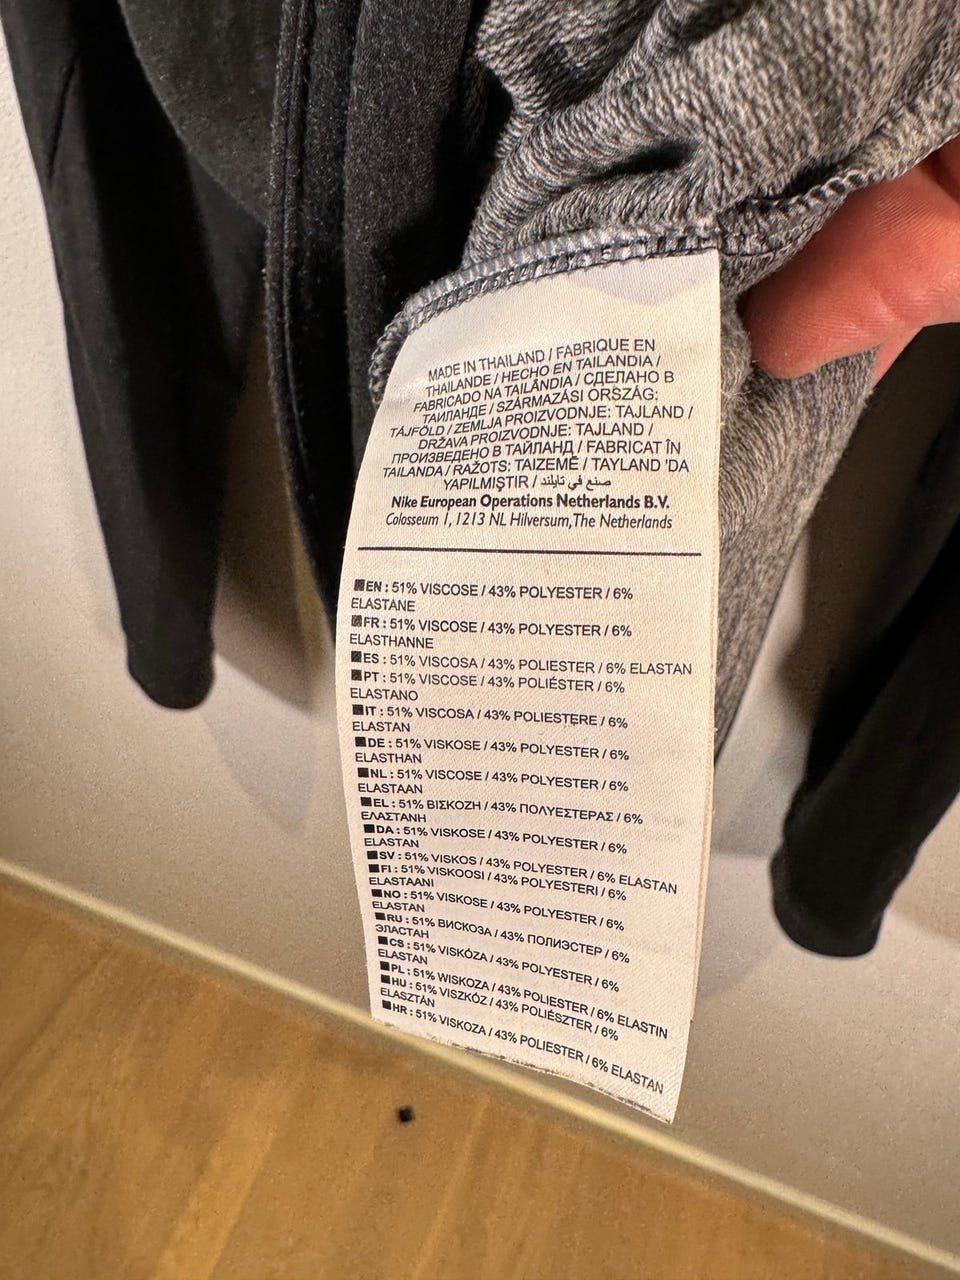 MADE IN THAILAND / FABRIQUE EN
THAILANDE / HECHO EN TAILANDIA /
FABRICADO NA TAILÂNDIA / СДЕЛАНО В
ТАИЛАНДЕ / SZÁRMAZÁSI ORSZÁG:
TÁJFÖLD / ZEMLJA PROIZVODNJE: TAJLAND /
DRŽAVA PROIZVODNJE: TAJLAND /
ПРОИЗВЕДЕНО В ТАЙЛАНД / FABRICAT ÎN
TAILANDA / RAŽOTS: TAIZEMĒ / TAYLAND 'DA
YAPILMIŞTIR / صنع في تايلند
Nike European Operations Netherlands B.V.
Colosseum 1, 1213 NL Hilversum,The Netherlands
EN : 51% VISCOSE / 43% POLYESTER / 6%
ELASTANE
FR : 51% VISCOSE / 43% POLYESTER / 6%
ELASTHANNE
ES : 51% VISCOSA / 43% POLIESTER / 6% ELASTAN
PT : 51% VISCOSE / 43% POLIÉSTER / 6%
ELASTANO
IT : 51% VISCOSA / 43% POLIESTERE / 6%
ELASTAN
DE : 51% VISKOSE / 43% POLYESTER / 6%
ELASTHAN
NL : 51% VISCOSE / 43% POLYESTER / 6%
ELASTAAN
EL : 51% ΒΙΣΚΟΖΗ / 43% ΠΟΛΥΕΣΤΕΡΑΣ / 6%
ΕΛΑΣΤΑΝΗ
DA : 51% VISKOSE / 43% POLYESTER / 6%
ELASTAN
SV : 51% VISKOS / 43% POLYESTER / 6% ELASTAN
FI : 51% VISKOOSI / 43% POLYESTERI / 6%
ELASTAANI
NO : 51% VISKOSE / 43% POLYESTER / 6%
ELASTAN
RU : 51% ВИСКОЗА / 43% ПОЛИЭСТЕР / 6%
ЭЛАСТАН
CS : 51% VISKÓZA / 43% POLYESTER / 6%
ELASTAN
PL : 51% WISKOZA / 43% POLIESTER / 6% ELASTIN
HU : 51% VISZKÓZ / 43% POLIÉSZTER / 6%
ELASZTÁN
HR : 51% VISKOZA / 43% POLIESTER / 6% ELASTAN